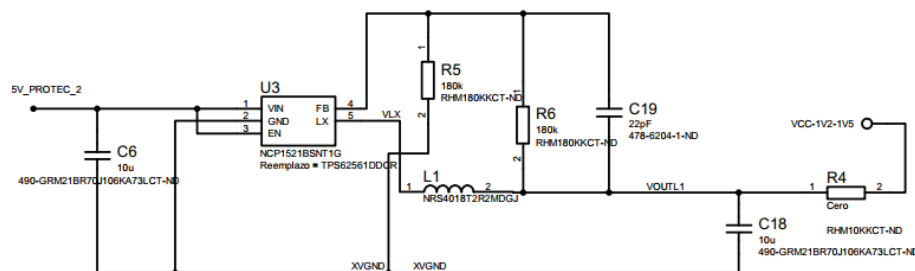 5V_PROTEC_2
C6
10u
490-GRM21BR70J106KA73LCT-ND
U3
1
2
3
VIN
GND
EN
FB
LX
4
5
NCP1521BSNT1G
Reemplazo = TPS62561DDCR
VLX
1
R5
180k
RHM180KKCT-ND
2
1
R6
180k
RHM180KKCT-ND
2
C19
22pF
478-6204-1-ND
L1
1
2
NRS4018T2R2MDGJ
VOUTL1
VCC-1V2-1V5
R4
1
2
Cero
RHM10KKCT-ND
C18
10u
490-GRM21BR70J106KA73LCT-ND
XVGND
XVGND